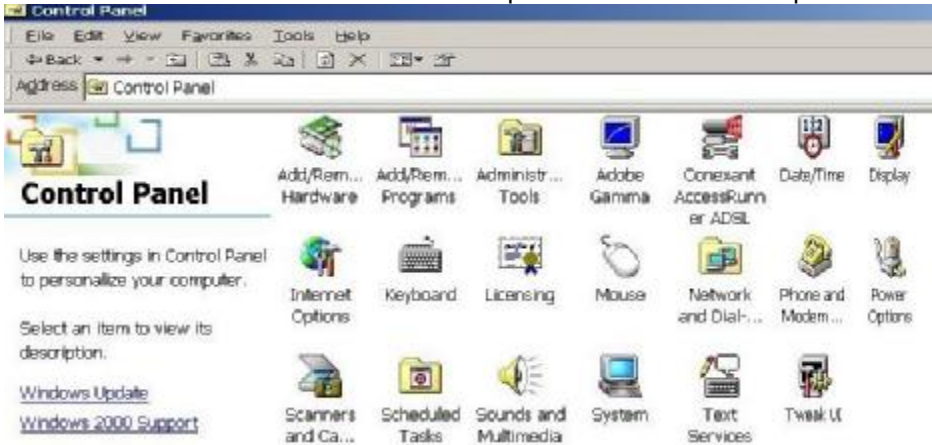 Control Panel
File Edit View Favorites Tools Help
Back
Address Control Panel
Control Panel
Use the settings in Control Panel
to personalize your computer.
Select an item to view its
description.
Windows Update
Windows 2000 Support
Add/Rem... Add/Rem... Administr... Adobe Conexant Date/Time Display
Hardware Programs Tools Gamma AccessRunn
er ADSL
Internet Keyboard Licensing Mouse Network Phone and Power
Options and Dial-... Modem ... Options
Scanners Scheduled Sounds and System Text Tweak UI
and Ca... Tasks Multimedia Services